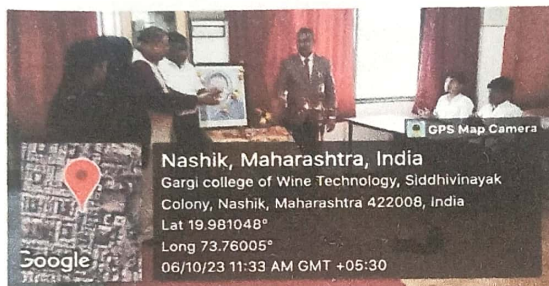 GPS Map Camera
Nashik, Maharashtra, India
Gargi college of Wine Technology, Siddhivinayak
Colony, Nashik, Maharashtra 422008, India
Lat 19.981048°
Long 73.76005°
06/10/23 11:33 AM GMT +05:30
Google